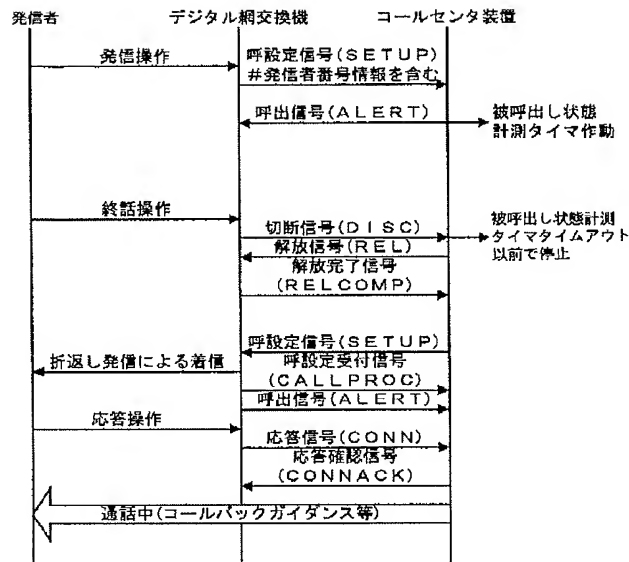 発信者
デジタル網交換機
コールセンタ装置
発信操作
呼設定信号(SETUP)
#発信者番号情報を含む
呼出信号(ALERT)
被呼出し状態
計測タイマ作動
終話操作
切断信号(DISC)
被呼出し状態計測
タイマタイムアウト
以前で停止
解放信号(REL)
解放完了信号
(RELCOMP)
呼設定信号(SETUP)
折返し発信による着信
呼設定受付信号
(CALLPROC)
呼出信号(ALERT)
応答操作
応答信号(CONN)
応答確認信号
(CONNACK)
通話中(コールバックガイダンス等)